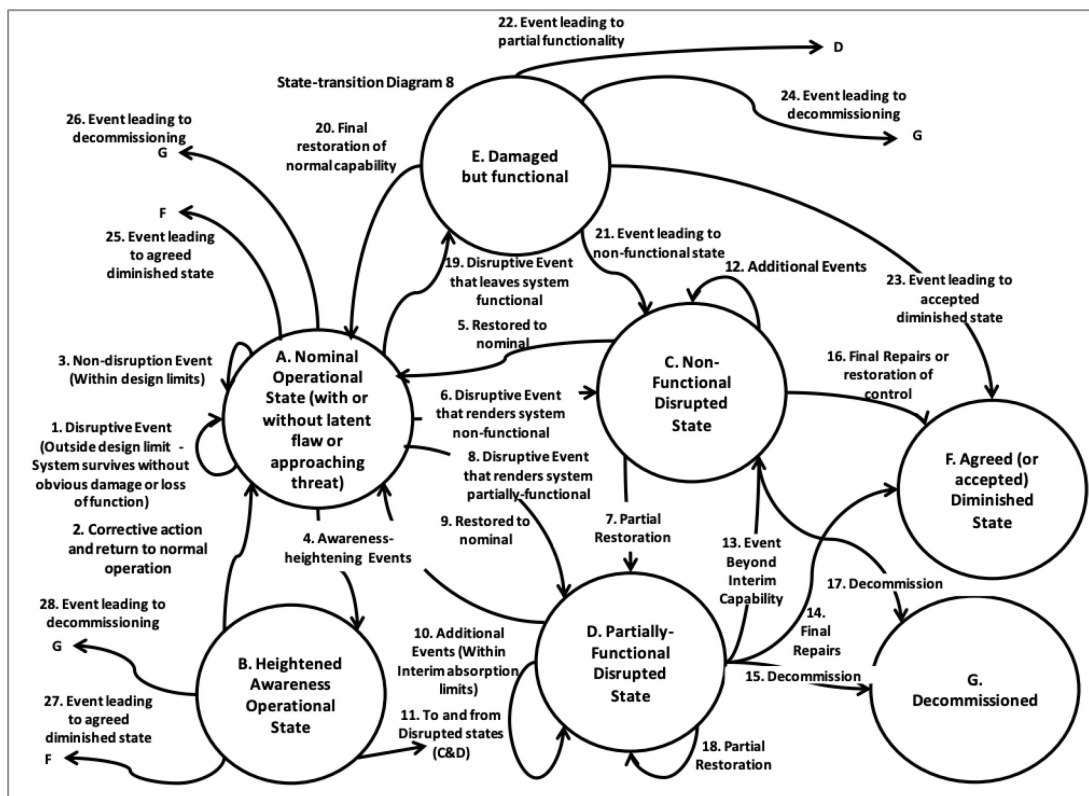 22. Event leading to
partial functionality
D
State-transition Diagram 8
24. Event leading to
decommissioning
G
26. Event leading to
decommissioning
G
20. Final
restoration of
normal capability
E. Damaged
but functional
F
25. Event leading
to agreed
diminished state
19. Disruptive Event
that leaves system
functional
21. Event leading to
non-functional state
12. Additional Events
23. Event leading to
accepted
diminished state
5. Restored to
nominal
3. Non-disruption Event
(Within design limits)
A. Nominal
Operational
State (with or
without latent
flaw or
approaching
threat)
C. Non-
Functional
Disrupted
State
16. Final Repairs or
restoration of
control
6. Disruptive Event
that renders system
non-functional
1. Disruptive Event
(Outside design limit -
System survives without
obvious damage or loss
of function)
8. Disruptive Event
that renders system
partially-functional
F. Agreed (or
accepted)
Diminished
State
2. Corrective action
and return to normal
operation
4. Awareness-
heightening Events
9. Restored to
nominal
7. Partial
Restoration
13. Event
Beyond
Interim
Capability
17. Decommission
28. Event leading to
decommissioning
G
14.
Final
Repairs
10. Additional
Events (Within
Interim absorption
limits)
D. Partially-
Functional
Disrupted
State
15. Decommission
B. Heightened
Awareness
Operational
State
G.
Decommissioned
27. Event leading
to agreed
diminished state
F
11. To and from
Disrupted states
(C&D)
18. Partial
Restoration